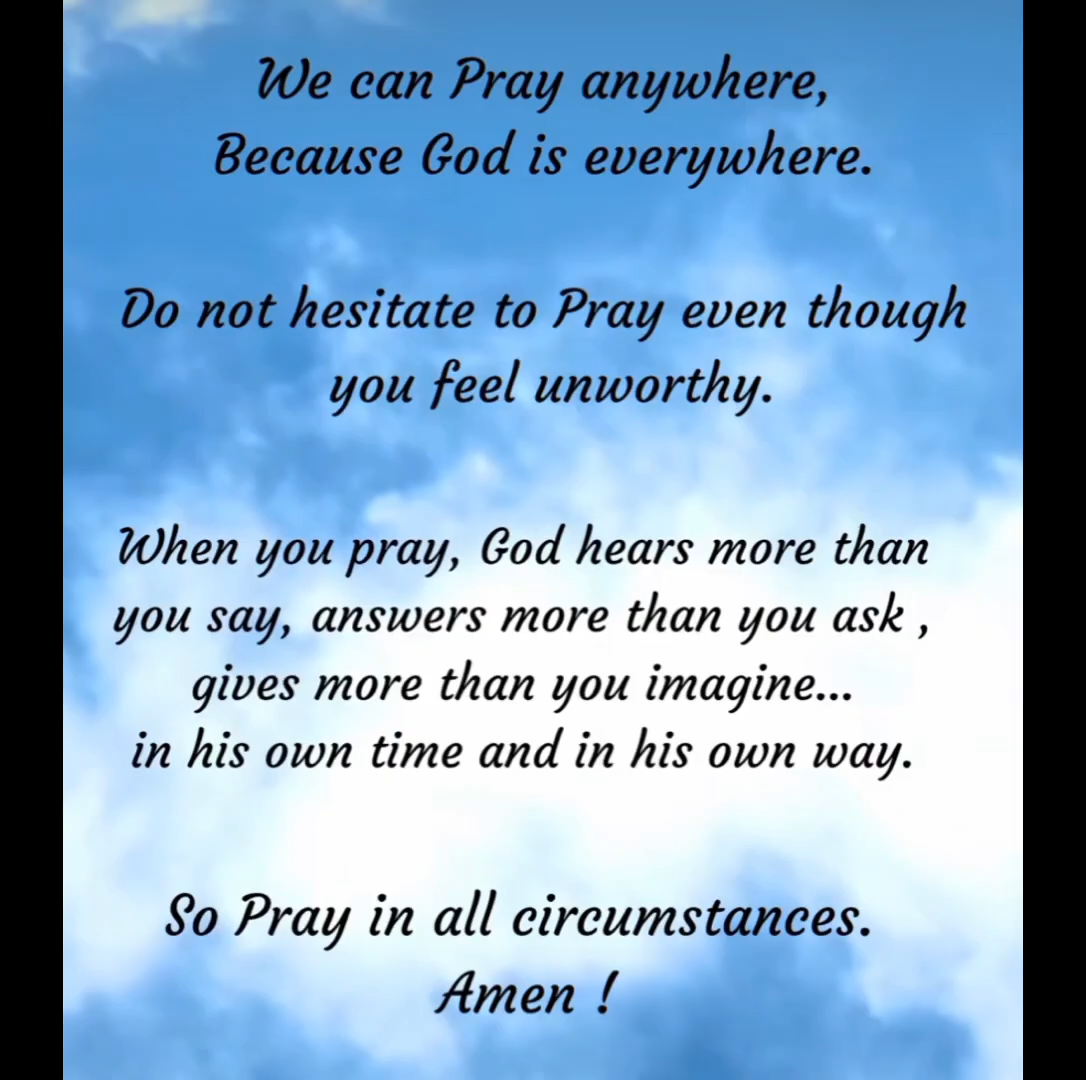 We can Pray anywhere,
Because God is everywhere.
Do not hesitate to Pray even though
you feel unworthy.
When you pray, God hears more than
you say, answers more than you ask ,
gives more than you imagine...
in his own time and in his own way.
So Pray in all circumstances.
Amen !